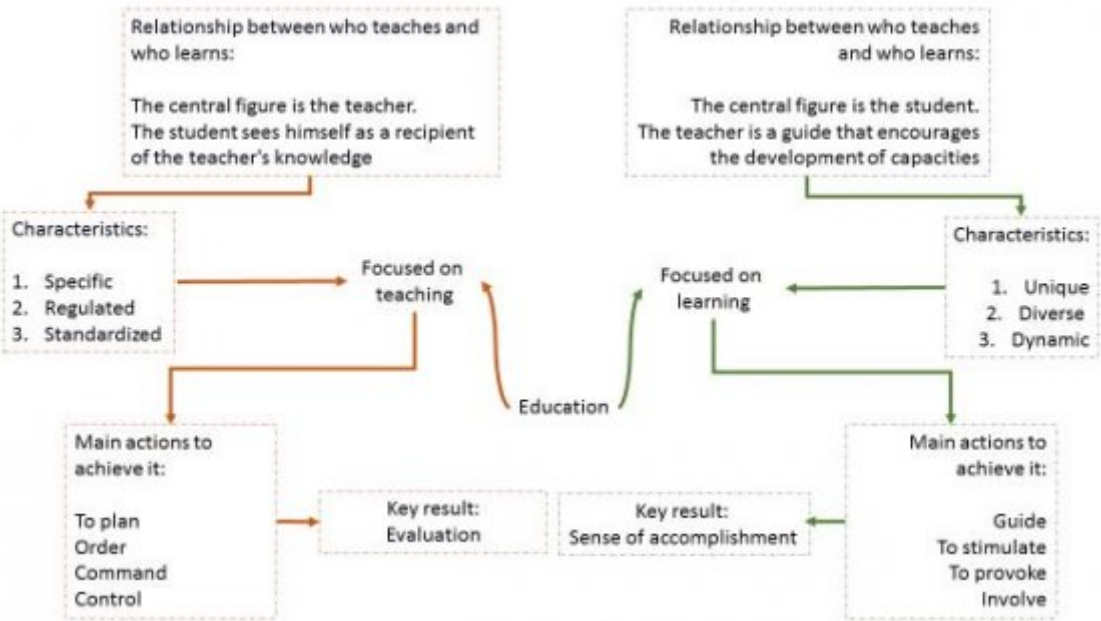 Relationship between who teaches and
who learns:
The central figure is the teacher.
The student sees himself as a recipient
of the teacher's knowledge
Relationship between who teaches
and who learns:
The central figure is the student.
The teacher is a guide that encourages
the development of capacities
Characteristics:
1. Specific
2. Regulated
3. Standardized
Focused on
teaching
Focused on
learning
Characteristics:
1. Unique
2. Diverse
3. Dynamic
Education
Main actions to
achieve it:
To plan
Order
Command
Control
Key result:
Evaluation
Key result:
Sense of accomplishment
Main actions to
achieve it:
Guide
To stimulate
To provoke
Involve